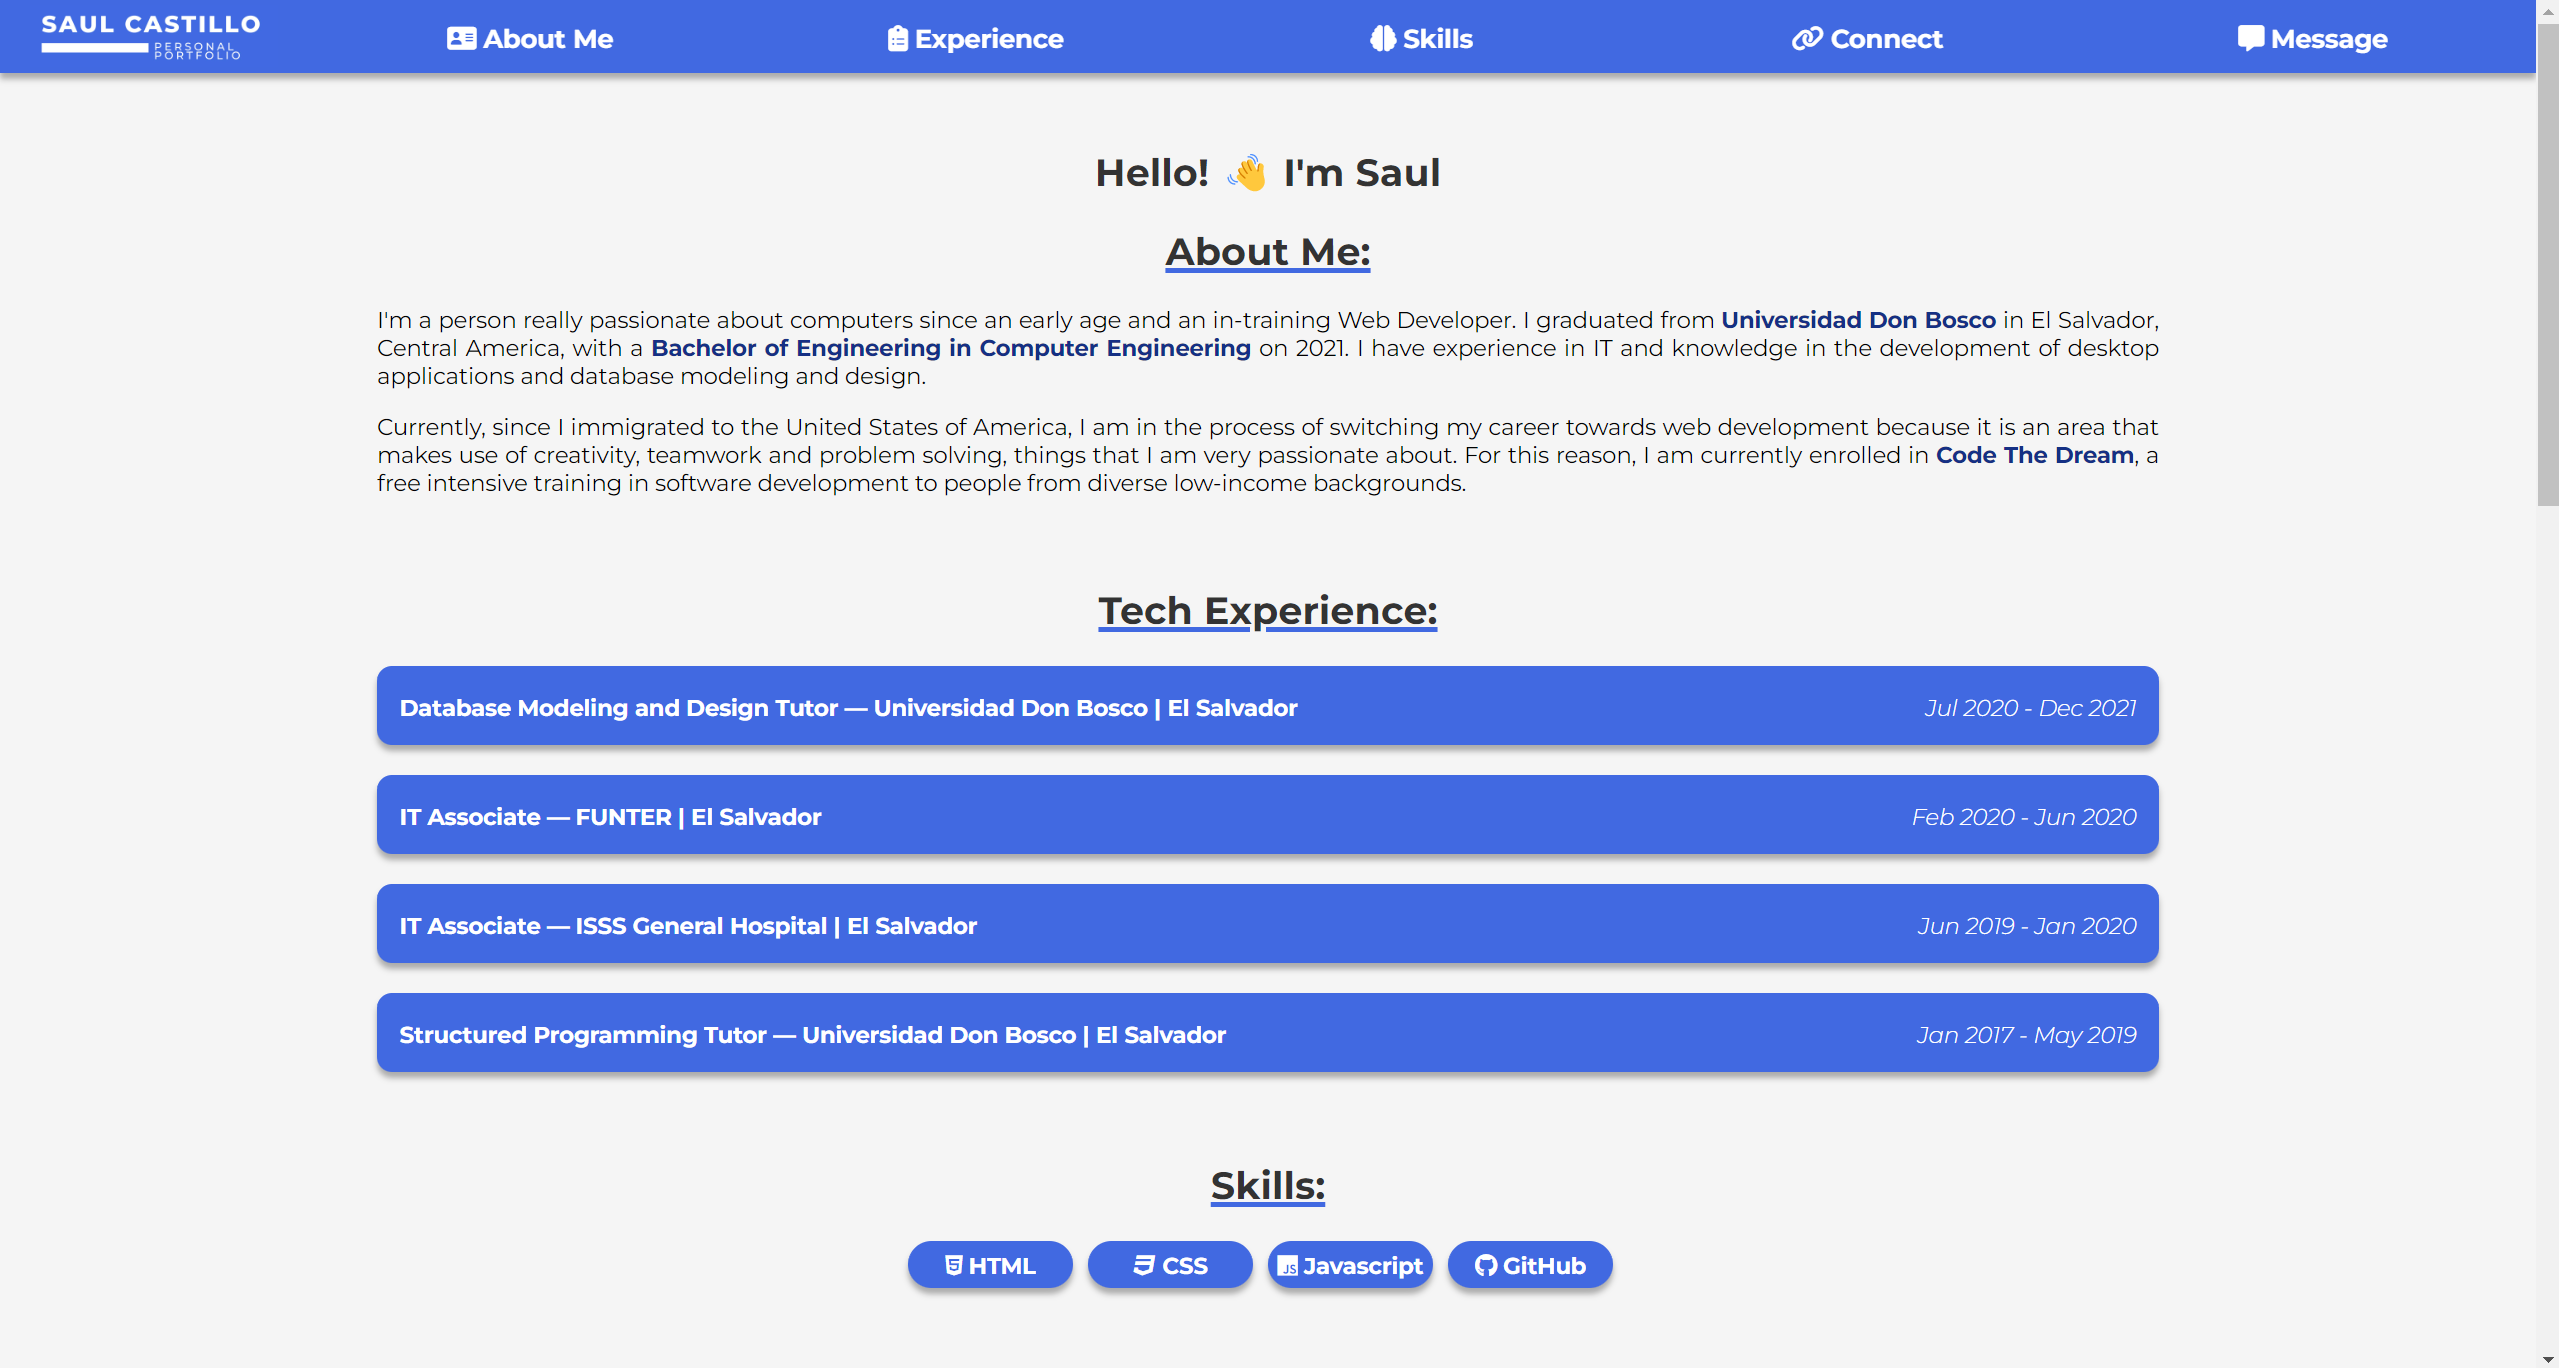 SAUL CASTILLO
PERSONAL
PORTFOLIO
About Me
Experience
Skills
Connect
Message
Hello! 👋 I'm Saul
About Me:
I'm a person really passionate about computers since an early age and an in-training Web Developer. I graduated from Universidad Don Bosco in El Salvador,
Central America, with a Bachelor of Engineering in Computer Engineering on 2021. I have experience in IT and knowledge in the development of desktop
applications and database modeling and design.
Currently, since I immigrated to the United States of America, I am in the process of switching my career towards web development because it is an area that
makes use of creativity, teamwork and problem solving, things that I am very passionate about. For this reason, I am currently enrolled in Code The Dream, a
free intensive training in software development to people from diverse low-income backgrounds.
Tech Experience:
Database Modeling and Design Tutor — Universidad Don Bosco | El Salvador
Jul 2020 - Dec 2021
IT Associate — FUNTER | El Salvador
Feb 2020 - Jun 2020
IT Associate — ISSS General Hospital | El Salvador
Jun 2019 - Jan 2020
Structured Programming Tutor — Universidad Don Bosco | El Salvador
Jan 2017 - May 2019
Skills:
HTML
CSS
JS Javascript
GitHub